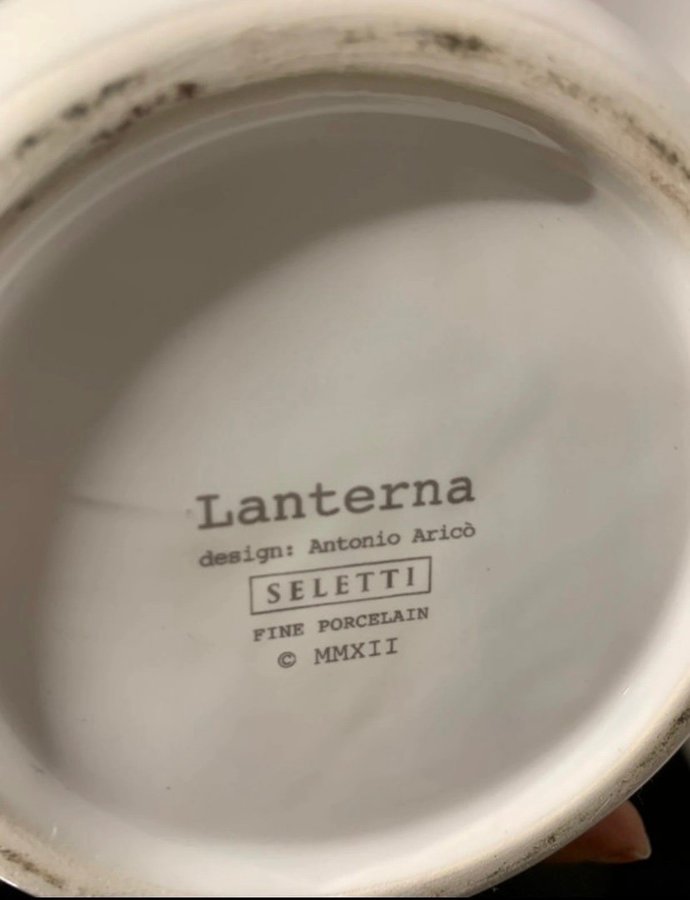 Lanterna
design: Antonio Aricò
SELETTI
FINE PORCELAIN
© MMXII